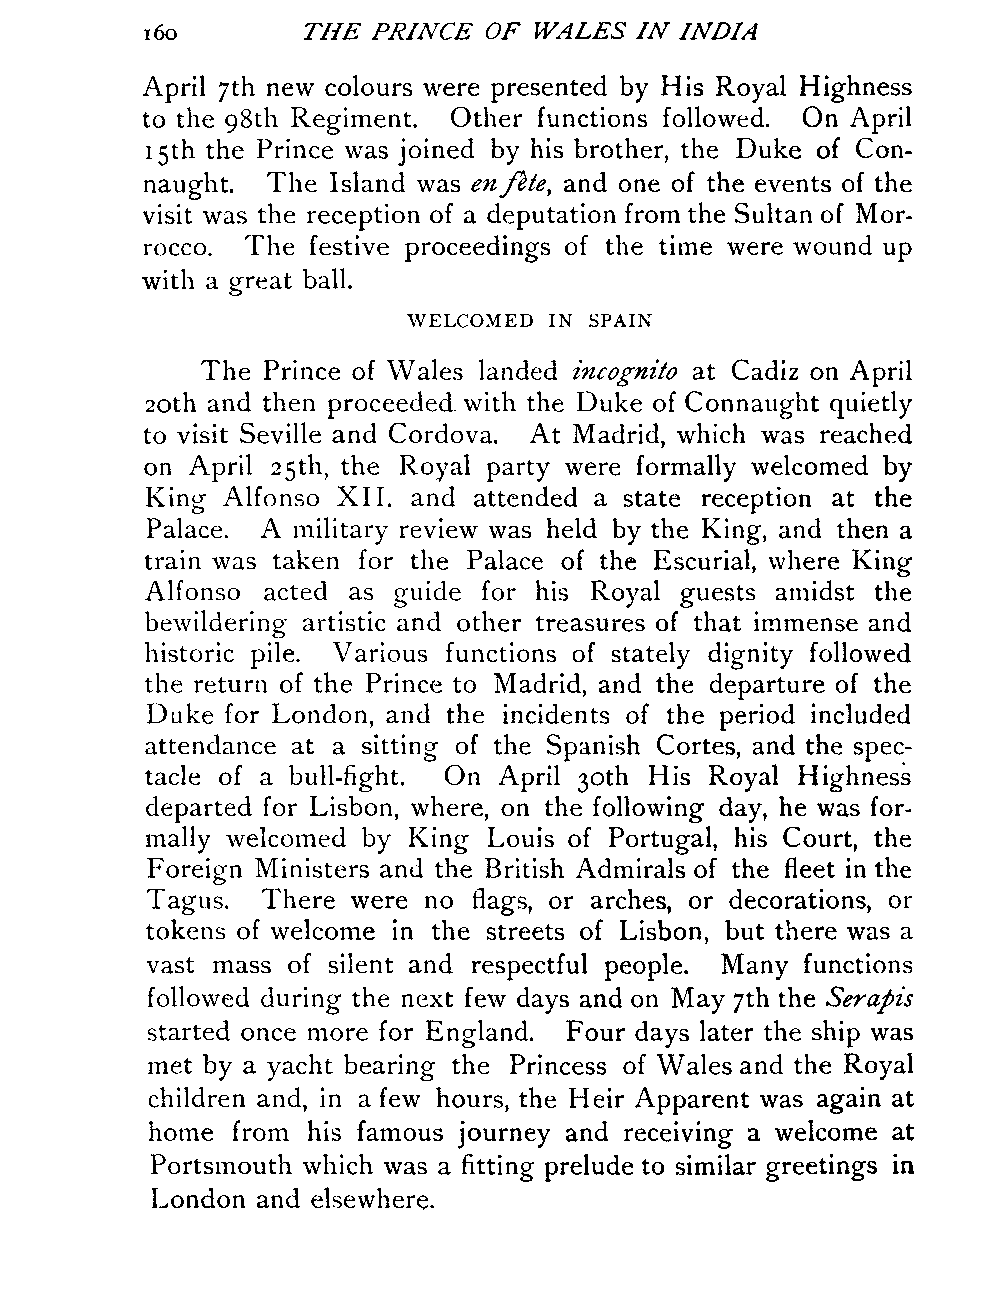 160 THE PRINCE OF WALES IN INDIA
April 7th new colours were presented by His Royal Highness
to the 98th Regiment. Other functions followed. On April
15th the Prince was joined by his brother, the Duke of Con-
naught. The Island was en fête, and one of the events of the
visit was the reception of a deputation from the Sultan of Mor-
rocco. The festive proceedings of the time were wound up
with a great ball.
WELCOMED IN SPAIN
The Prince of Wales landed incognito at Cadiz on April
20th and then proceeded with the Duke of Connaught quietly
to visit Seville and Cordova. At Madrid, which was reached
on April 25th, the Royal party were formally welcomed by
King Alfonso XII. and attended a state reception at the
Palace. A military review was held by the King, and then a
train was taken for the Palace of the Escurial, where King
Alfonso acted as guide for his Royal guests amidst the
bewildering artistic and other treasures of that immense and
historic pile. Various functions of stately dignity followed
the return of the Prince to Madrid, and the departure of the
Duke for London, and the incidents of the period included
attendance at a sitting of the Spanish Cortes, and the spec-
tacle of a bull-fight. On April 30th His Royal Highness
departed for Lisbon, where, on the following day, he was for-
mally welcomed by King Louis of Portugal, his Court, the
Foreign Ministers and the British Admirals of the fleet in the
Tagus. There were no flags, or arches, or decorations, or
tokens of welcome in the streets of Lisbon, but there was a
vast mass of silent and respectful people. Many functions
followed during the next few days and on May 7th the Serapis
started once more for England. Four days later the ship was
met by a yacht bearing the Princess of Wales and the Royal
children and, in a few hours, the Heir Apparent was again at
home from his famous journey and receiving a welcome at
Portsmouth which was a fitting prelude to similar greetings in
London and elsewhere.